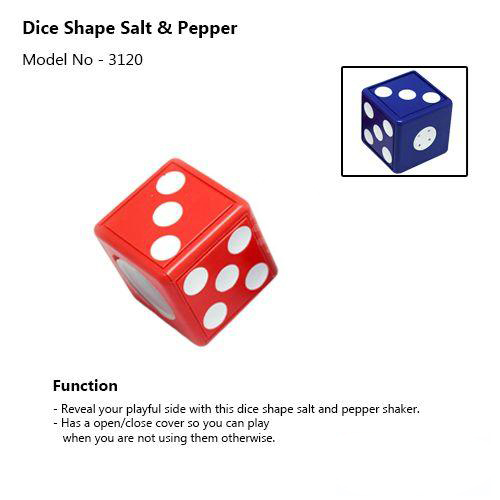 Dice Shape Salt & Pepper
Model No - 3120
Function
- Reveal your playful side with this dice shape salt and pepper shaker.
- Has a open/close cover so you can play
when you are not using them otherwise.